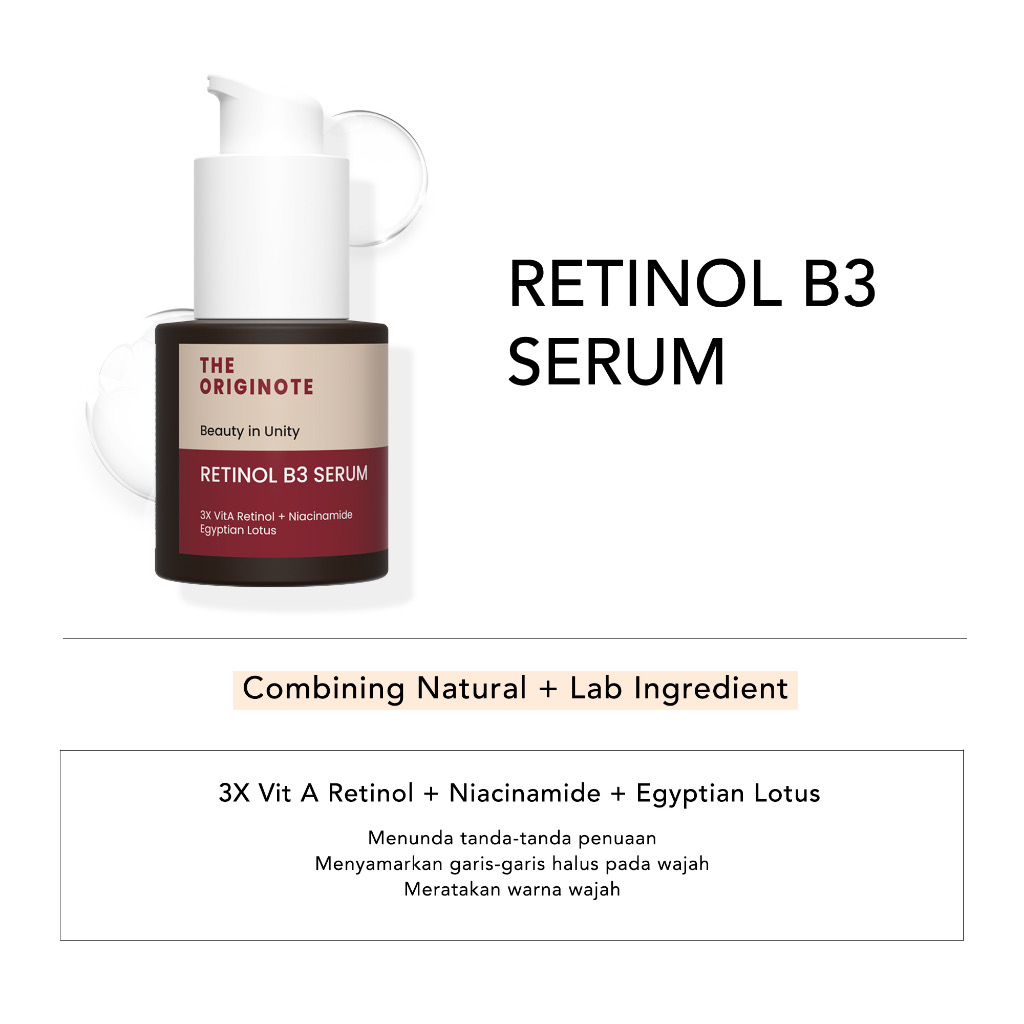 THE
ORIGINOTE
Beauty in Unity
RETINOL B3 SERUM
3X VitA Retinol + Niacinamide
Egyptian Lotus
RETINOL B3
SERUM
Combining Natural + Lab Ingredient
3X Vit A Retinol + Niacinamide + Egyptian Lotus
Menunda tanda-tanda penuaan
Menyamarkan garis-garis halus pada wajah
Meratakan warna wajah